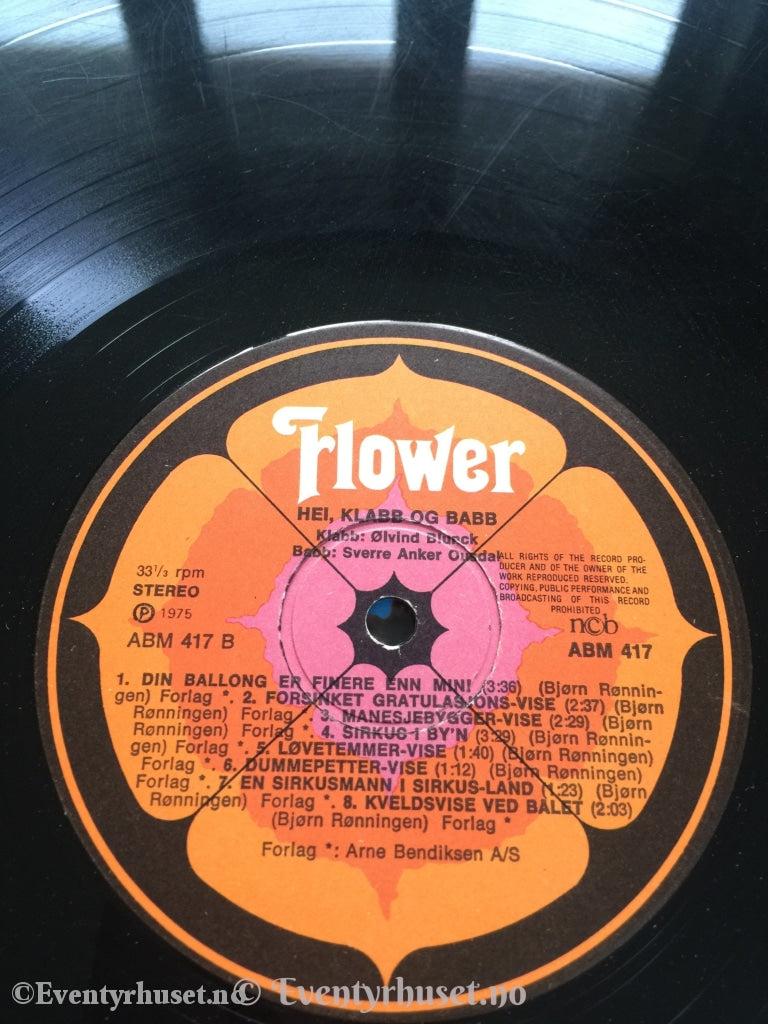 Flower
HEI, KLABB OG BABB
Klabb: Øivind Blunck
Babb: Sverre Anker Ousdal
33⅓ rpm
STEREO
Ⓟ 1975
ABM 417 B
ALL RIGHTS OF THE RECORD PRO-
DUCER AND OF THE OWNER OF THE
WORK REPRODUCED RESERVED.
COPYING, PUBLIC PERFORMANCE AND
BROADCASTING OF THIS RECORD
PROHIBITED
n©b
ABM 417
1. DIN BALLONG ER FINERE ENN MIN! (3:36) (Bjørn Rønnin-
gen) Forlag *. 2. FORSINKET GRATULASJONS-VISE (2:37) (Bjørn
Rønningen) Forlag *. 3. MANESJEBYGGER-VISE (2:29) (Bjørn
Rønningen) Forlag *. 4. SIRKUS I BY'N (3:29) (Bjørn Rønnin-
gen) Forlag *. 5. LØVETEMMER-VISE (1:40) (Bjørn Rønningen)
Forlag *. 6. DUMMEPETTER-VISE (1:12) (Bjørn Rønningen)
Forlag *. 7. EN SIRKUSMANN I SIRKUS-LAND (1:23) (Bjørn
Rønningen) Forlag *. 8. KVELDSVISE VED BÅLET (2:03)
(Bjørn Rønningen) Forlag *
Forlag *: Arne Bendiksen A/S
©Eventyrhuset.no © Eventyrhuset.no